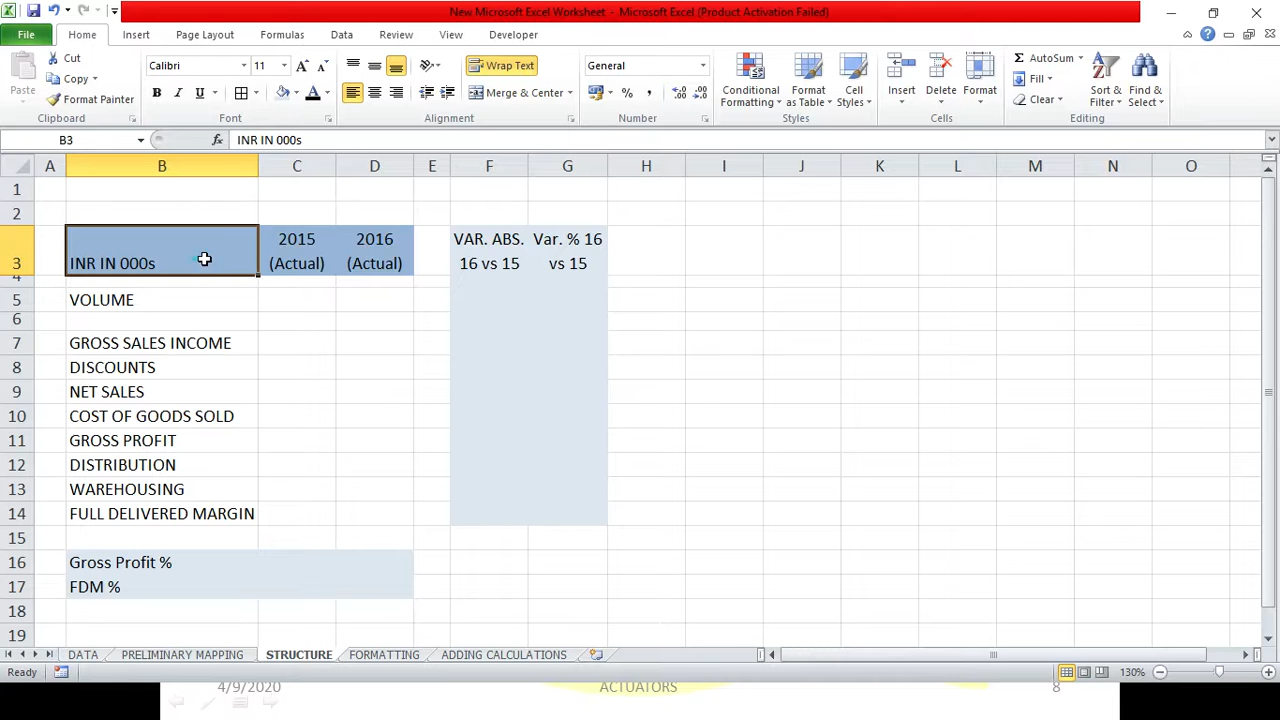 New Microsoft Excel Worksheet - Microsoft Excel (Product Activation Failed)
File Home Insert Page Layout Formulas Data Review View Developer
Paste Cut Copy Format Painter
Calibri 11
B I U A
Wrap Text
Merge & Center
General
% ,
Conditional Formatting
Format as Table
Cell Styles
Insert Delete Format
Σ AutoSum
Fill
Clear
Sort & Filter
Find & Select
Clipboard Font Alignment Number Styles Cells Editing
B3 fx INR IN 000s
A B C D E F G H I J K L M N O
1
2
3 INR IN 000s 2015 (Actual) 2016 (Actual) VAR. ABS. 16 vs 15 Var. % 16 vs 15
4
5 VOLUME
6
7 GROSS SALES INCOME
8 DISCOUNTS
9 NET SALES
10 COST OF GOODS SOLD
11 GROSS PROFIT
12 DISTRIBUTION
13 WAREHOUSING
14 FULL DELIVERED MARGIN
15
16 Gross Profit %
17 FDM %
18
19
DATA PRELIMINARY MAPPING STRUCTURE FORMATTING ADDING CALCULATIONS
Ready 130%
4/9/2020 ACTUATORS 8